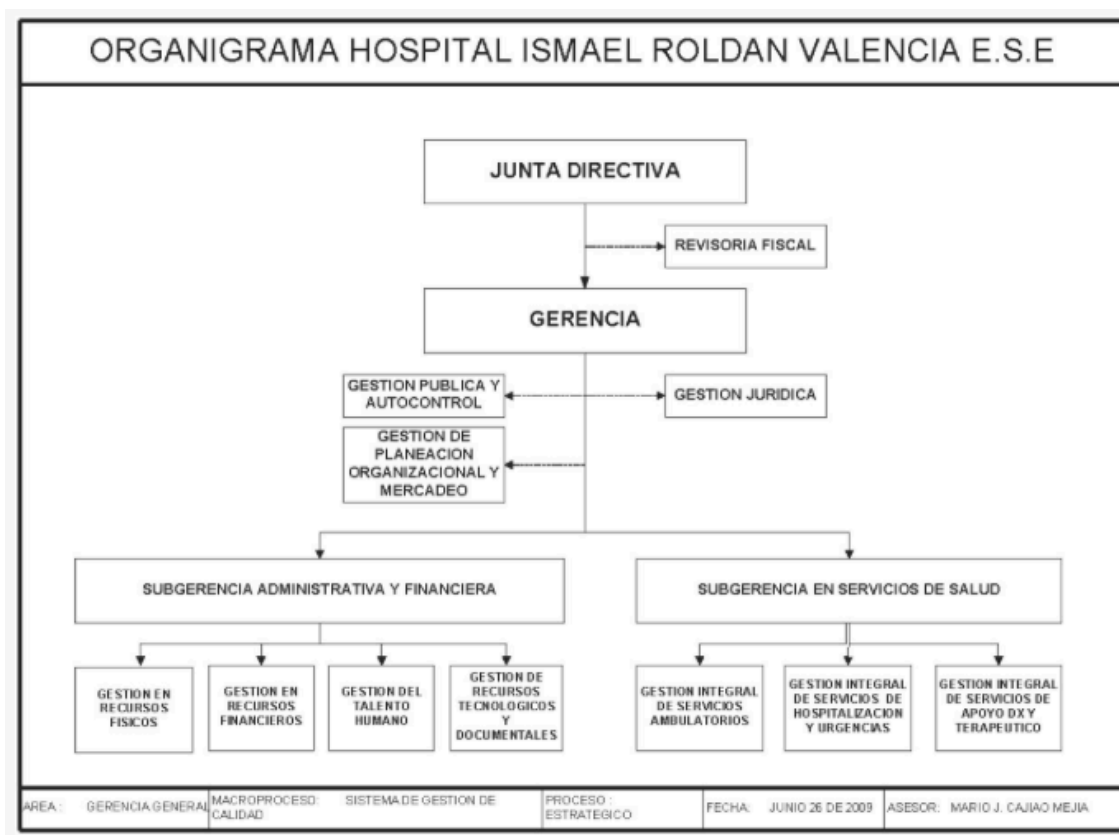 ORGANIGRAMA HOSPITAL ISMAEL ROLDAN VALENCIA E.S.E
JUNTA DIRECTIVA
REVISORIA FISCAL
GERENCIA
GESTION PUBLICA Y
AUTOCONTROL
GESTION JURIDICA
GESTION DE
PLANEACION
ORGANIZACIONAL Y
MERCADEO
SUBGERENCIA ADMINISTRATIVA Y FINANCIERA
SUBGERENCIA EN SERVICIOS DE SALUD
GESTION EN
RECURSOS
FISICOS
GESTION EN
RECURSOS
FINANCIEROS
GESTION DEL
TALENTO
HUMANO
GESTION DE
RECURSOS
TECNOLOGICOS
Y
DOCUMENTALES
GESTION INTEGRAL
DE SERVICIOS
AMBULATORIOS
GESTION INTEGRAL
DE SERVICIOS DE
HOSPITALIZACION
Y URGENCIAS
GESTION INTEGRAL
DE SERVICIOS DE
APOYO DX Y
TERAPEUTICO
AREA : GERENCIA GENERAL
MACROPROCESO: SISTEMA DE GESTION DE
CALIDAD
PROCESO :
ESTRATEGICO
FECHA: JUNIO 26 DE 2009
ASESOR: MARIO J. CAJIAO MEJIA